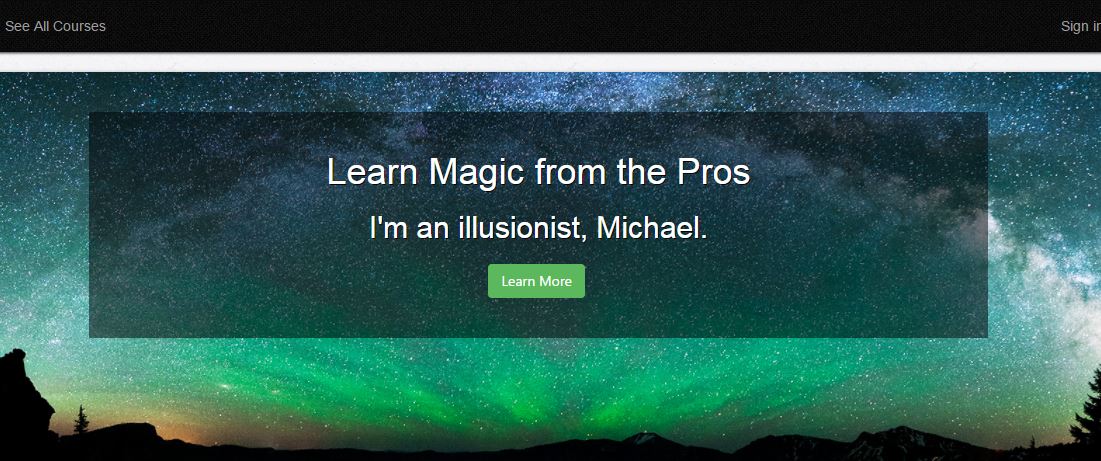 See All Courses
Sign in
Learn Magic from the Pros
I'm an illusionist, Michael.
Learn More